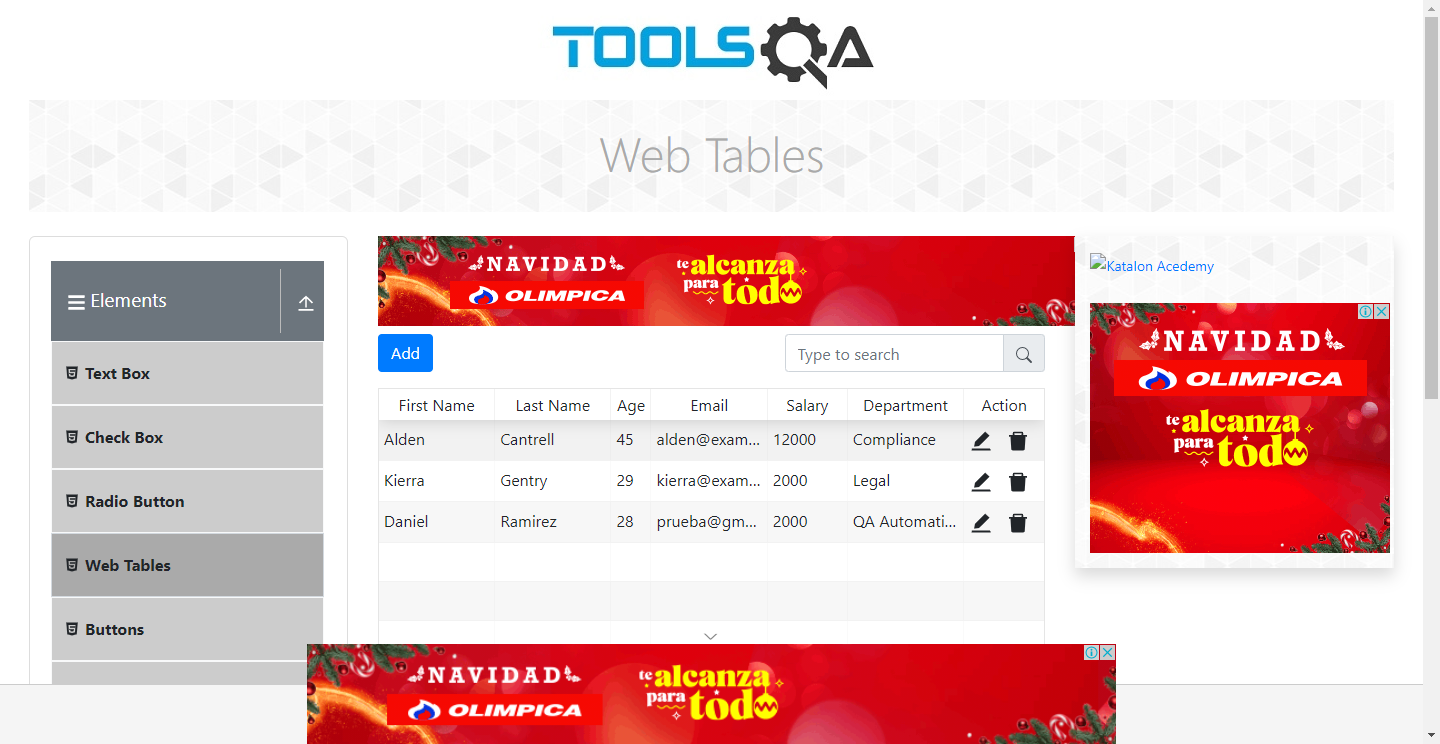 TOOLSQA
Web Tables
Elements
Text Box
Check Box
Radio Button
Web Tables
Buttons
NAVIDAD
OLIMPICA
te alcanza
para todo
Add
Type to search
First Name Last Name Age Email Salary Department Action
Alden Cantrell 45 alden@exam... 12000 Compliance
Kierra Gentry 29 kierra@exam... 2000 Legal
Daniel Ramirez 28 prueba@gm... 2000 QA Automati...
Katalon Acedemy
NAVIDAD
OLIMPICA
te alcanza
para
todo
NAVIDAD
OLIMPICA
te alcanza
para todo